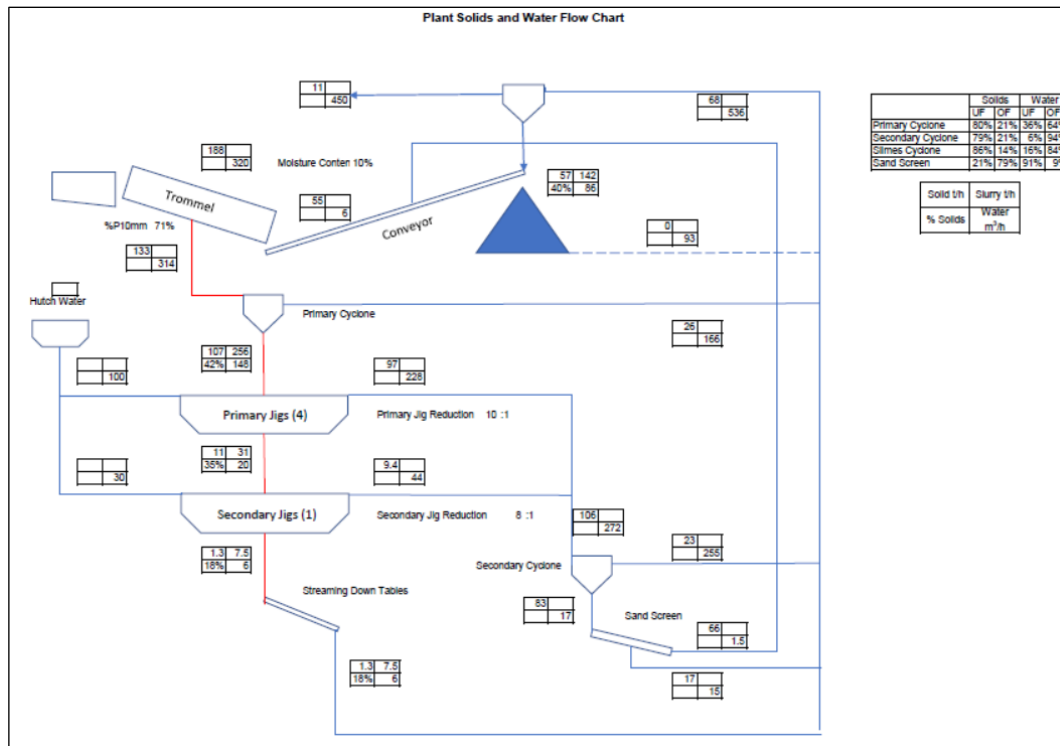 Plant Solids and Water Flow Chart
11
450
68
536
Solids Water
UF OF UF OF
Primary Cyclone 80% 21% 36% 64%
Secondary Cyclone 79% 21% 6% 94%
Slimes Cyclone 86% 14% 16% 84%
Sand Screen 21% 79% 91% 9%
188
320
Moisture Conten 10%
57 142
40% 86
Solid t/h Slurry t/h
% Solids Water m³/h
Trommel
55
6
Conveyor
%P10mm 71%
0
93
133
314
Hutch Water
Primary Cyclone
26
166
107 256
42% 148
97
228
100
Primary Jigs (4)
Primary Jig Reduction 10 :1
11 31
35% 20
9.4
44
30
Secondary Jigs (1)
Secondary Jig Reduction 8 :1
106
272
1.3 7.5
18% 6
23
255
Secondary Cyclone
Streaming Down Tables
83
17
Sand Screen
66
1.5
1.3 7.5
18% 6
17
15